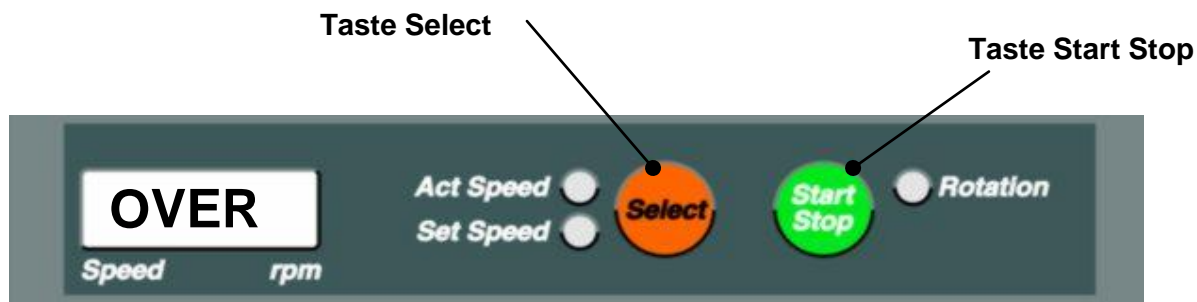 Taste Select
Taste Start Stop
OVER
Speed rpm
Act Speed
Set Speed
Select
Start
Stop
Rotation